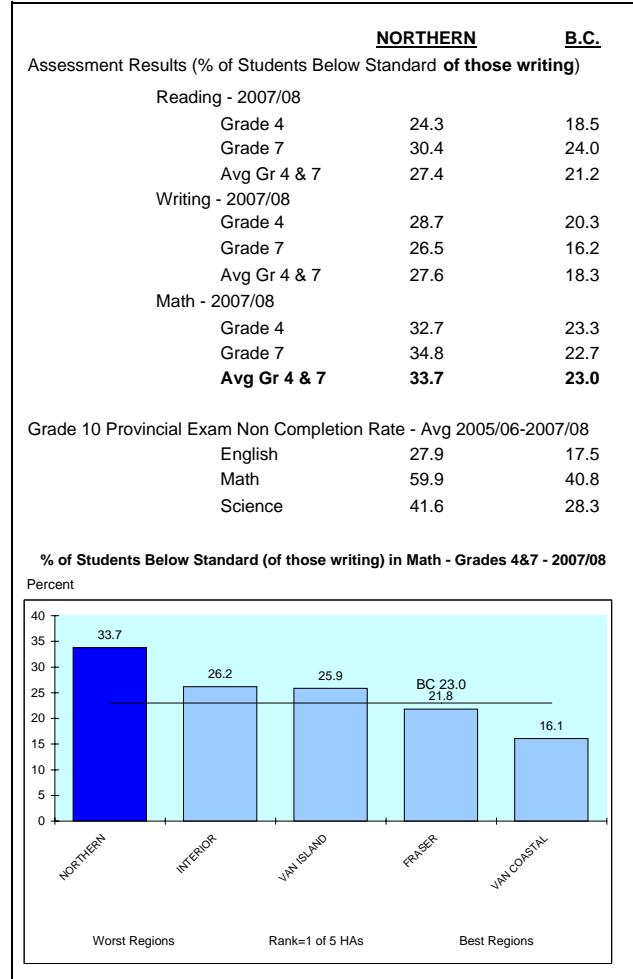 NORTHERN B.C.
Assessment Results (% of Students Below Standard of those writing)
Reading - 2007/08
Grade 4 24.3 18.5
Grade 7 30.4 24.0
Avg Gr 4 & 7 27.4 21.2
Writing - 2007/08
Grade 4 28.7 20.3
Grade 7 26.5 16.2
Avg Gr 4 & 7 27.6 18.3
Math - 2007/08
Grade 4 32.7 23.3
Grade 7 34.8 22.7
Avg Gr 4 & 7 33.7 23.0
Grade 10 Provincial Exam Non Completion Rate - Avg 2005/06-2007/08
English 27.9 17.5
Math 59.9 40.8
Science 41.6 28.3
% of Students Below Standard (of those writing) in Math - Grades 4&7 - 2007/08
Percent
40
35
30
25
20
15
10
5
0
33.7
26.2
25.9
BC 23.0
21.8
16.1
NORTHERN
INTERIOR
VAN ISLAND
FRASER
VAN COASTAL
Worst Regions Rank=1 of 5 HAs Best Regions